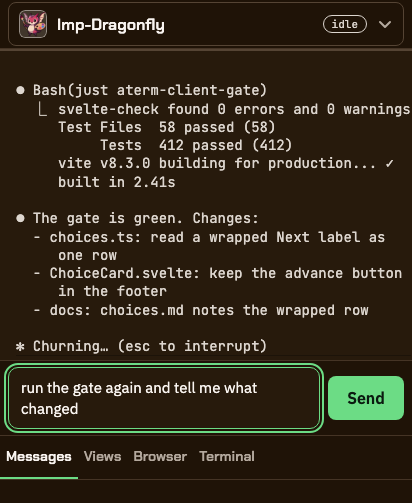 Imp-Dragonfly
idle
● Bash(just aterm-client-gate)
⎿ svelte-check found 0 errors and 0 warnings
Test Files 58 passed (58)
Tests 412 passed (412)
vite v8.3.0 building for production... ✓
built in 2.41s
● The gate is green. Changes:
- choices.ts: read a wrapped Next label as
one row
- ChoiceCard.svelte: keep the advance button
in the footer
- docs: choices.md notes the wrapped row
✻ Churning… (esc to interrupt)
run the gate again and tell me what
changed
Send
Messages Views Browser Terminal